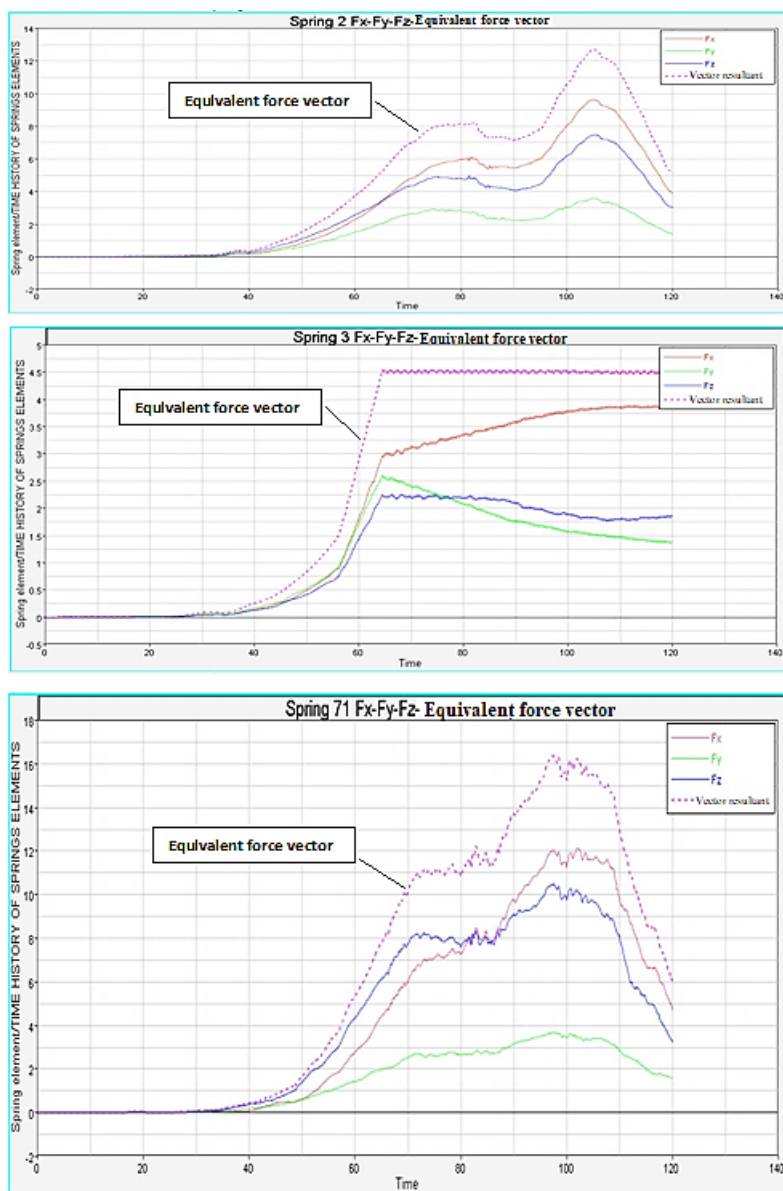 Spring 2 Fx-Fy-Fz-Equivalent force vector
Spring element/TIME HISTORY OF SPRINGS ELEMENTS
14
12
10
8
6
4
2
0
-2
Equivalent force vector
Fx
Fy
Fz
Vector resultant
0 20 40 60 80 100 120 140
Time
Spring 3 Fx-Fy-Fz-Equivalent force vector
Spring element/TIME HISTORY OF SPRINGS ELEMENTS
5
4.5
4
3.5
3
2.5
2
1.5
1
0.5
0
-0.5
Equivalent force vector
Fx
Fy
Fz
Vector resultant
0 20 40 60 80 100 120 140
Time
Spring 71 Fx-Fy-Fz- Equivalent force vector
Spring element/TIME HISTORY OF SPRINGS ELEMENTS
18
16
14
12
10
8
6
4
2
0
-2
Equivalent force vector
Fx
Fy
Fz
Vector resultant
0 20 40 60 80 100 120 140
Time